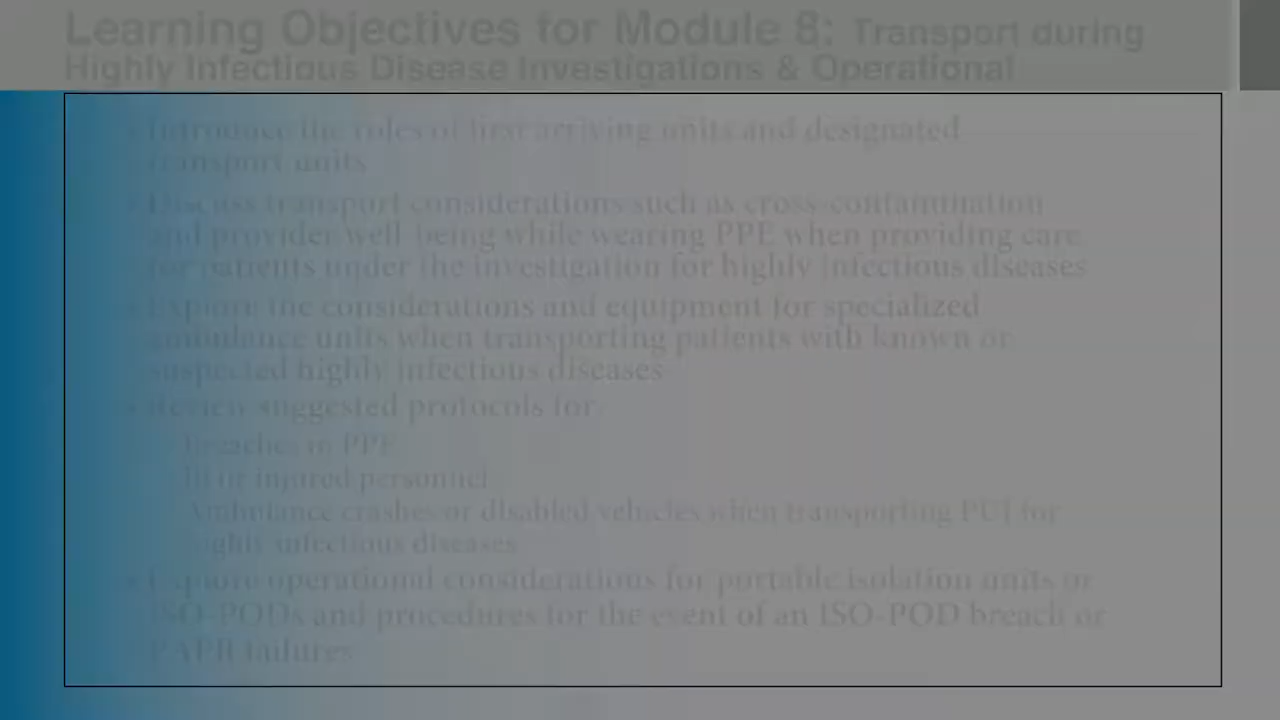 Learning Objectives for Module 8: Transport during
Highly Infectious Disease Investigations & Operational
Introduce the roles of first arriving units and designated
transport units
Discuss transport considerations such as cross-contamination
and provider well-being while wearing PPE when providing care
for patients under the investigation for highly infectious diseases
Explore the considerations and equipment for specialized
ambulance units when transporting patients with known or
suspected highly infectious diseases
Review suggested protocols for:
Breaches in PPE
Ill or injured personnel
Ambulance crashes or disabled vehicles when transporting PUI for
highly infectious diseases
Explore operational considerations for portable isolation units or
ISO-PODs and procedures for the event of an ISO-POD breach or
PAPR failures